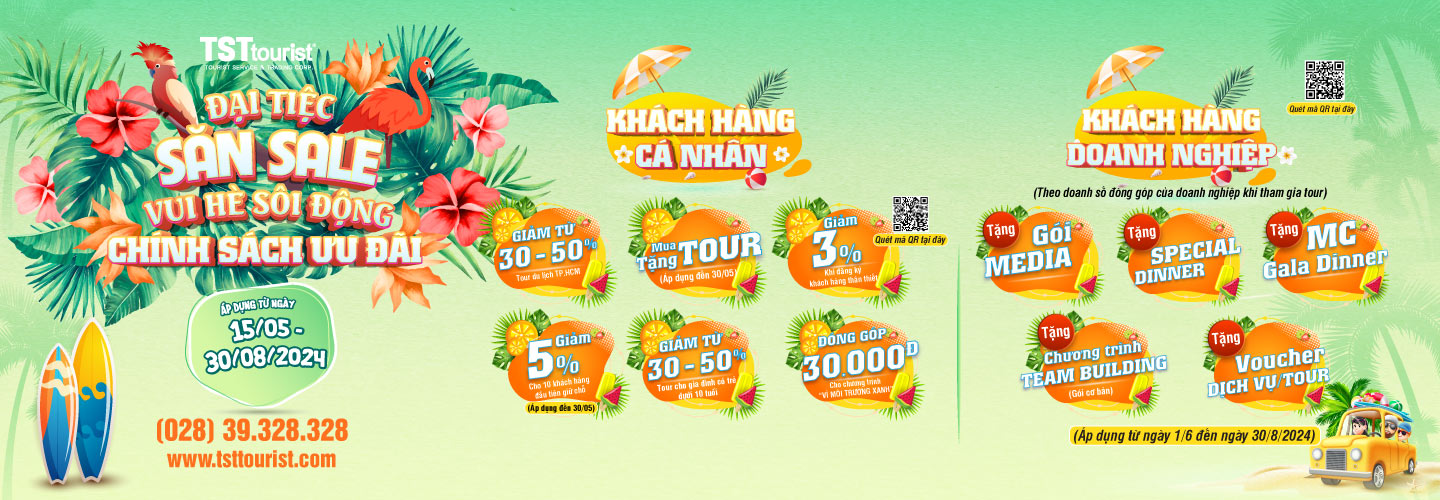 TSTtourist®
TOURIST SERVICE & TRADING CORP.
ĐẠI TIỆC
SĂN SALE
VUI HÈ SÔI ĐỘNG
CHÍNH SÁCH ƯU ĐÃI
ÁP DỤNG TỪ NGÀY
15/05 -
30/08/2024
(028) 39.328.328
www.tsttourist.com
KHÁCH HÀNG
CÁ NHÂN
GIẢM TỪ
30 - 50%
Tour du lịch TP.HCM
Mua TOUR
Tặng
(Áp dụng đến 30/05)
Giảm
3%
Khi đăng ký
khách hàng thân thiết
Quét mã QR tại đây
Giảm
5%
Cho 10 khách hàng
đầu tiên giữ chỗ
(Áp dụng đến 30/05)
GIẢM TỪ
30 - 50%
Tour cho gia đình có trẻ
dưới 10 tuổi
ĐÓNG GÓP
30.000Đ
Cho chương trình
"VÌ MÔI TRƯỜNG XANH"
KHÁCH HÀNG
DOANH NGHIỆP
Quét mã QR tại đây
(Theo doanh số đóng góp của doanh nghiệp khi tham gia tour)
Tặng
Gói
MEDIA
Tặng
SPECIAL
DINNER
Tặng
MC
Gala Dinner
Tặng
Chương trình
TEAM BUILDING
(Gói cơ bản)
Tặng
Voucher
DỊCH VỤ/TOUR
(Áp dụng từ ngày 1/6 đến ngày 30/8/2024)